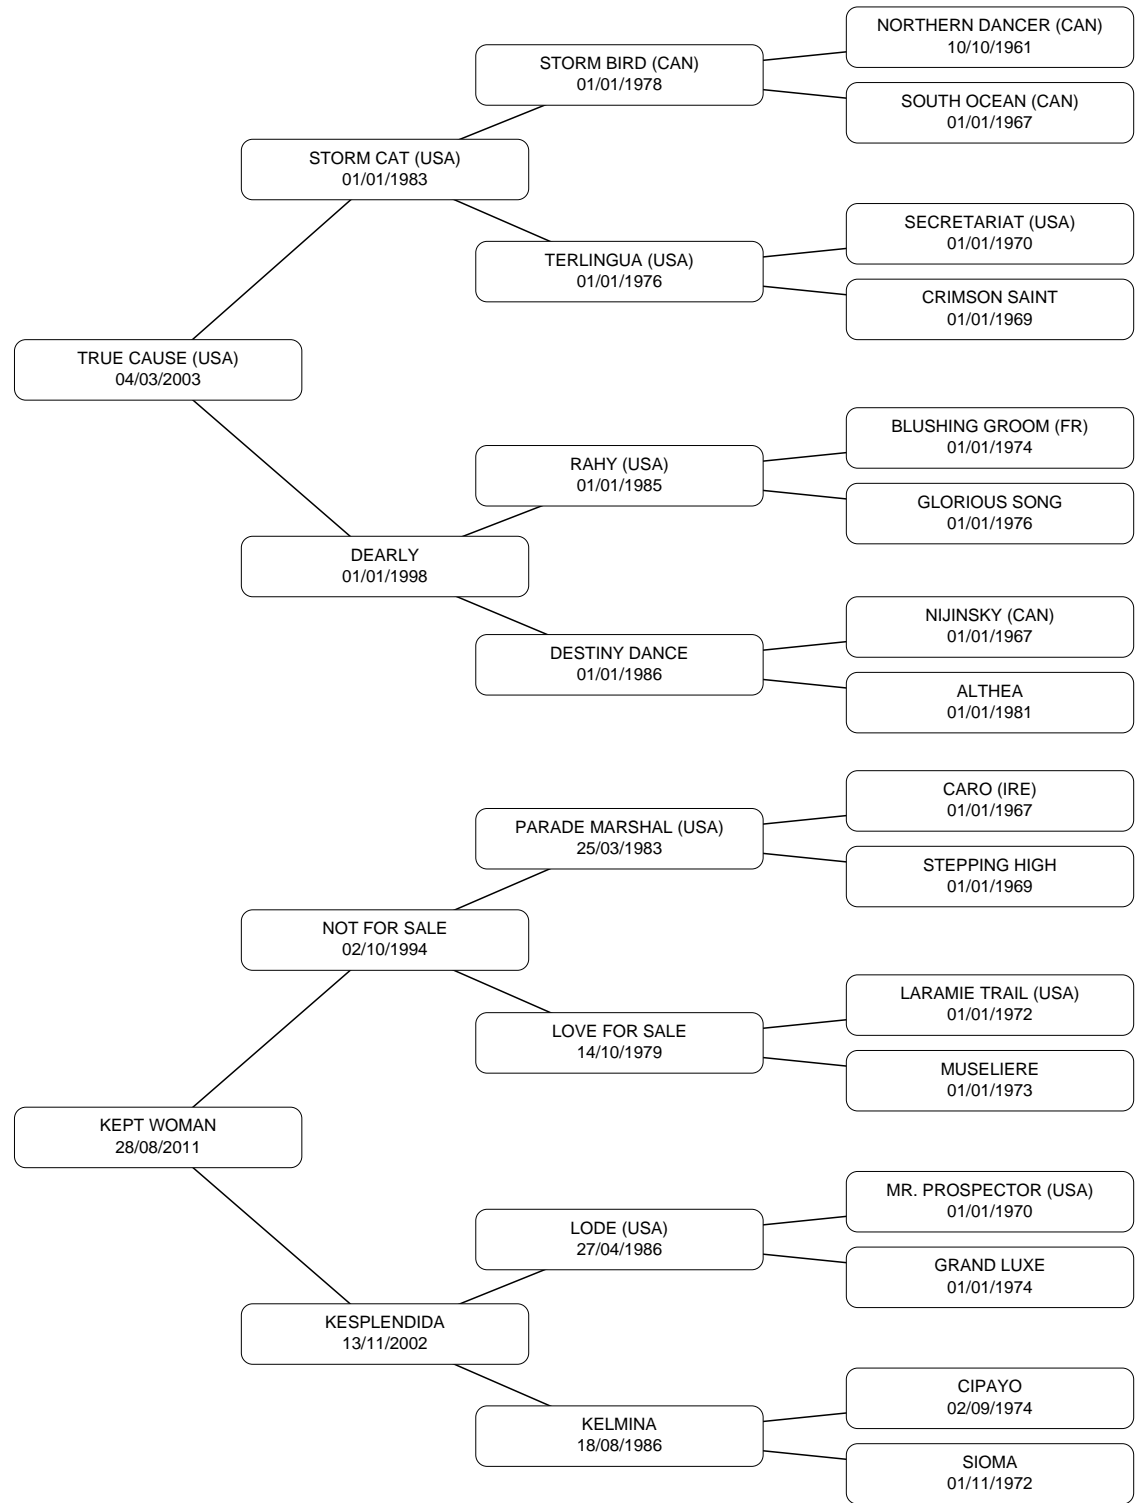 NORTHERN DANCER (CAN)
10/10/1961
STORM BIRD (CAN)
01/01/1978
SOUTH OCEAN (CAN)
01/01/1967
STORM CAT (USA)
01/01/1983
SECRETARIAT (USA)
01/01/1970
TERLINGUA (USA)
01/01/1976
CRIMSON SAINT
01/01/1969
TRUE CAUSE (USA)
04/03/2003
BLUSHING GROOM (FR)
01/01/1974
RAHY (USA)
01/01/1985
GLORIOUS SONG
01/01/1976
DEARLY
01/01/1998
NIJINSKY (CAN)
01/01/1967
DESTINY DANCE
01/01/1986
ALTHEA
01/01/1981
CARO (IRE)
01/01/1967
PARADE MARSHAL (USA)
25/03/1983
STEPPING HIGH
01/01/1969
NOT FOR SALE
02/10/1994
LARAMIE TRAIL (USA)
01/01/1972
LOVE FOR SALE
14/10/1979
MUSELIERE
01/01/1973
KEPT WOMAN
28/08/2011
MR. PROSPECTOR (USA)
01/01/1970
LODE (USA)
27/04/1986
GRAND LUXE
01/01/1974
KESPLENDIDA
13/11/2002
CIPAYO
02/09/1974
KELMINA
18/08/1986
SIOMA
01/11/1972